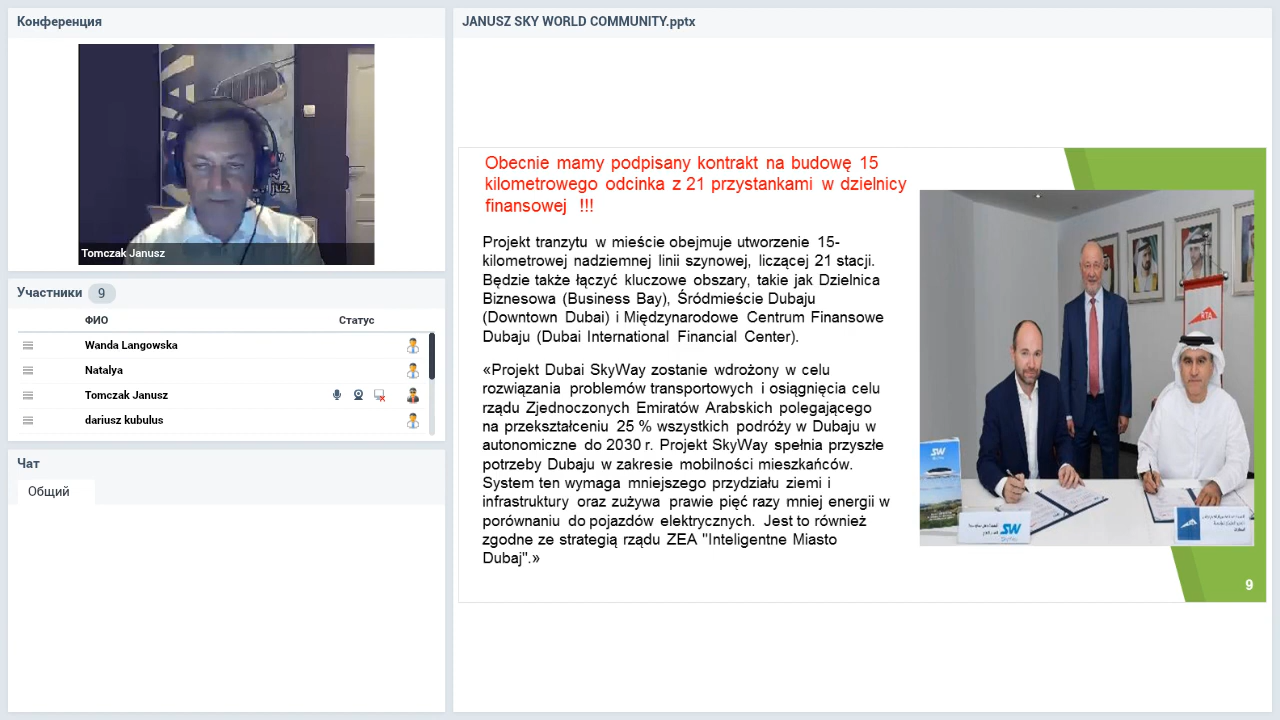 Конференция
Tomczak Janusz
Участники 9
ФИО Статус
Wanda Langowska
Natalya
Tomczak Janusz
dariusz kubulus
Чат
Общий
JANUSZ SKY WORLD COMMUNITY.pptx
Obecnie mamy podpisany kontrakt na budowę 15
kilometrowego odcinka z 21 przystankami w dzielnicy
finansowej !!!
Projekt tranzytu w mieście obejmuje utworzenie 15-
kilometrowej nadziemnej linii szynowej, liczącej 21 stacji.
Będzie także łączyć kluczowe obszary, takie jak Dzielnica
Biznesowa (Business Bay), Śródmieście Dubaju
(Downtown Dubai) i Międzynarodowe Centrum Finansowe
Dubaju (Dubai International Financial Center).
«Projekt Dubai SkyWay zostanie wdrożony w celu
rozwiązania problemów transportowych i osiągnięcia celu
rządu Zjednoczonych Emiratów Arabskich polegającego
na przekształceniu 25 % wszystkich podróży w Dubaju w
autonomiczne do 2030 r. Projekt SkyWay spełnia przyszłe
potrzeby Dubaju w zakresie mobilności mieszkańców.
System ten wymaga mniejszego przydziału ziemi i
infrastruktury oraz zużywa prawie pięć razy mniej energii w
porównaniu do pojazdów elektrycznych. Jest to również
zgodne ze strategią rządu ZEA "Inteligentne Miasto
Dubaj".»
RTA
SW
SW
SkyWay
9